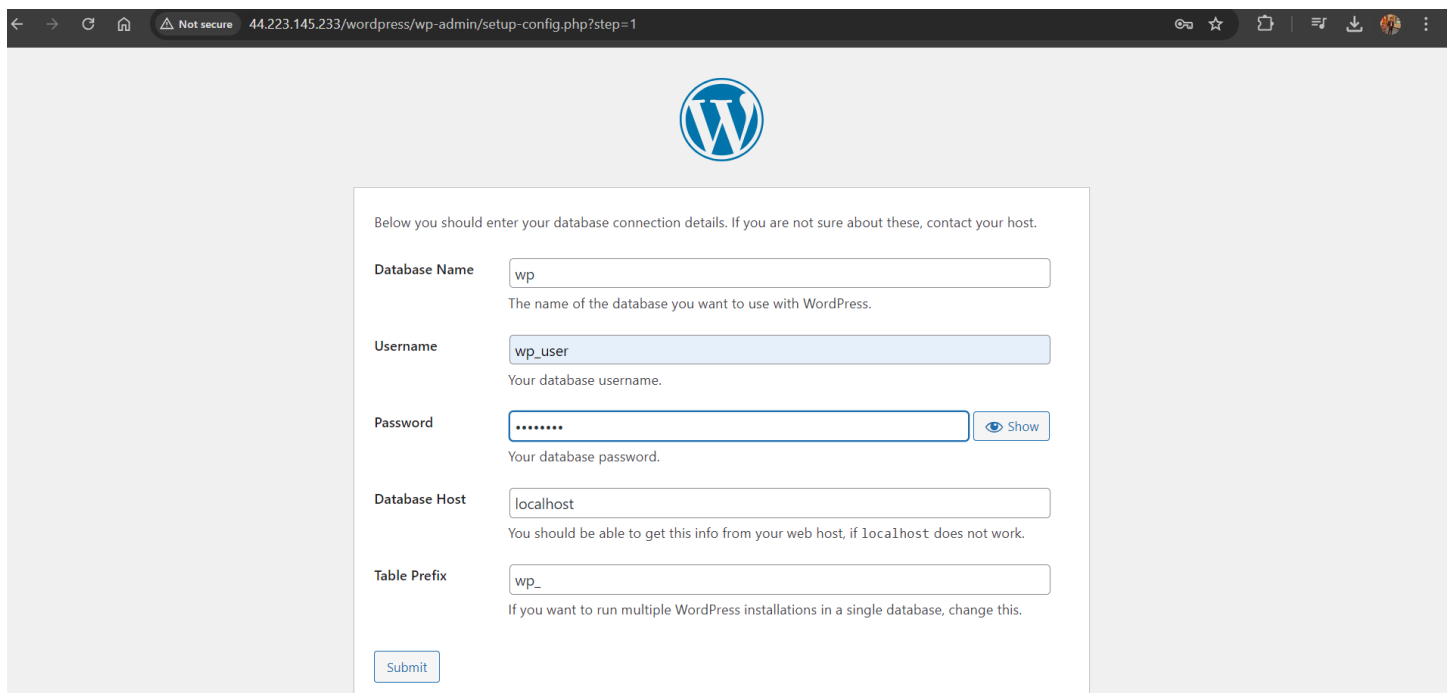 Not secure 44.223.145.233/wordpress/wp-admin/setup-config.php?step=1
Below you should enter your database connection details. If you are not sure about these, contact your host.
Database Name wp
The name of the database you want to use with WordPress.
Username wp_user
Your database username.
Password •••••••• Show
Your database password.
Database Host localhost
You should be able to get this info from your web host, if localhost does not work.
Table Prefix wp_
If you want to run multiple WordPress installations in a single database, change this.
Submit